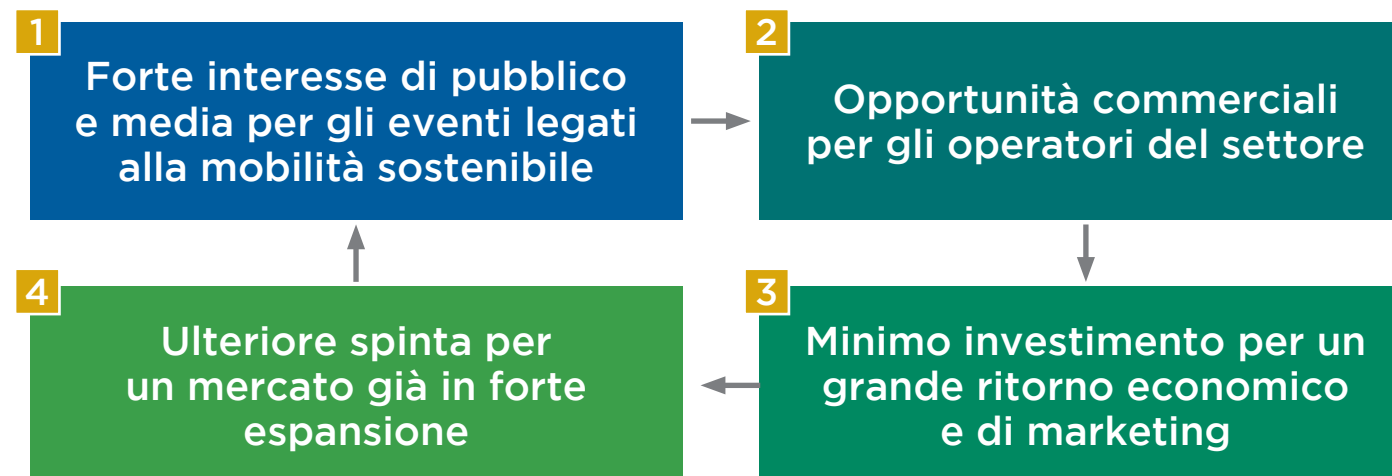 1
Forte interesse di pubblico
e media per gli eventi legati
alla mobilità sostenibile
2
Opportunità commerciali
per gli operatori del settore
3
Minimo investimento per un
grande ritorno economico
e di marketing
4
Ulteriore spinta per
un mercato già in forte
espansione